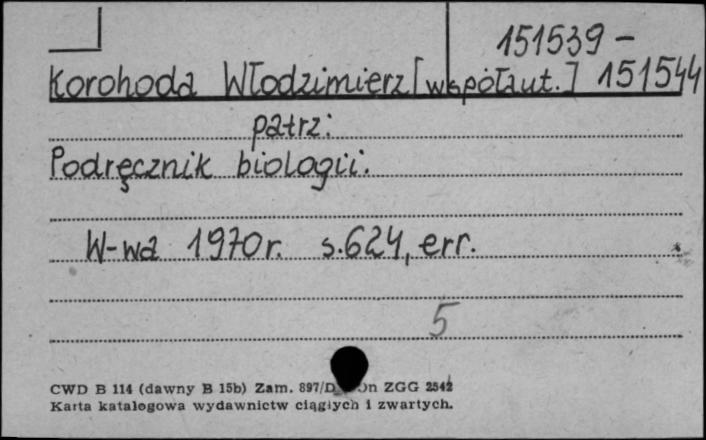 151539 -
Korohoda Włodzimierz [współaut.] 151544
patrz:
Podręcznik biologii.
W-wa 1970r. s.624, err.
5
CWD B 114 (dawny B 15b) Zam. 897/D ZGG 2542
Karta katalogowa wydawnictw ciągłych i zwartych.